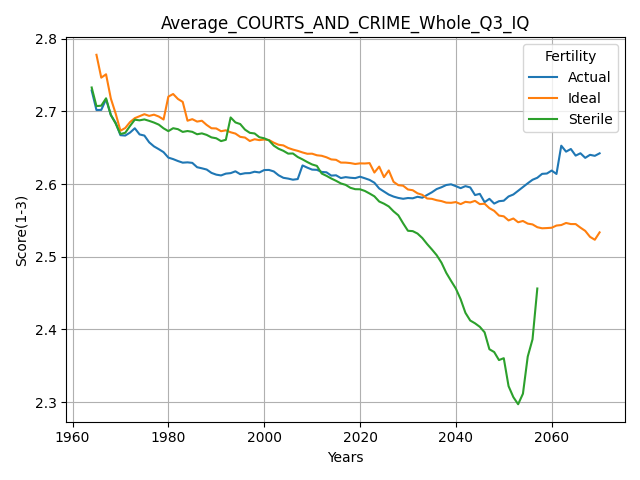 Average_COURTS_AND_CRIME_Whole_Q3_IQ
Fertility
Actual
Ideal
Sterile
Score(1-3)
2.8
2.7
2.6
2.5
2.4
2.3
1960 1980 2000 2020 2040 2060
Years